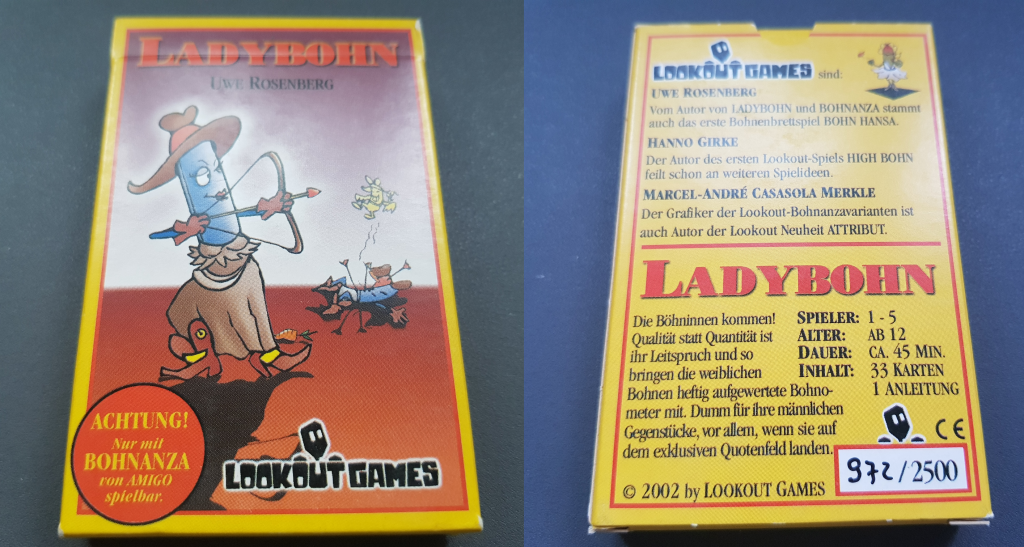 LADYBOHN
UWE ROSENBERG
ACHTUNG!
Nur mit
BOHNANZA
von AMIGO
spielbar.
LOOKOUT GAMES
LOOKOUT GAMES sind:
UWE ROSENBERG
Vom Autor von LADYBOHN und BOHNANZA stammt
auch das erste Bohnenbrettspiel BOHN HANSA.
HANNO GIRKE
Der Autor des ersten Lookout-Spiels HIGH BOHN
feilt schon an weiteren Spielideen.
MARCEL-ANDRÉ CASASOLA MERKLE
Der Grafiker der Lookout-Bohnanzavarianten ist
auch Autor der Lookout Neuheit ATTRIBUT.
LADYBOHN
Die Böhninnen kommen!
Qualität statt Quantität ist
ihr Leitspruch und so
bringen die weiblichen
Bohnen heftig aufgewertete Bohno-
meter mit. Dumm für ihre männlichen
Gegenstücke, vor allem, wenn sie auf
dem exklusiven Quotenfeld landen.
SPIELER: 1 - 5
ALTER: AB 12
DAUER: CA. 45 MIN.
INHALT: 33 KARTEN
1 ANLEITUNG
CE
972/2500
© 2002 by LOOKOUT GAMES